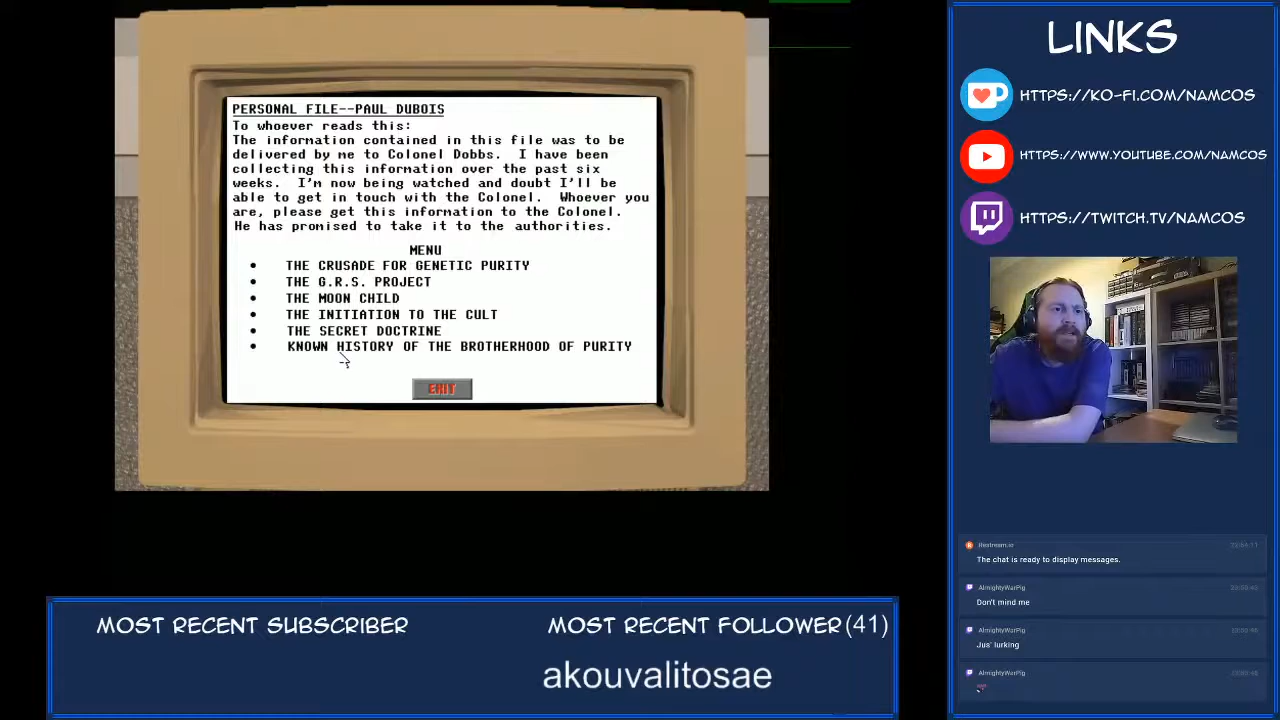 PERSONAL FILE--PAUL DUBOIS
To whoever reads this:
The information contained in this file was to be
delivered by me to Colonel Dobbs. I have been
collecting this information over the past six
weeks. I'm now being watched and doubt I'll be
able to get in touch with the Colonel. Whoever you
are, please get this information to the Colonel.
He has promised to take it to the authorities.
MENU
• THE CRUSADE FOR GENETIC PURITY
• THE G.R.S. PROJECT
• THE MOON CHILD
• THE INITIATION TO THE CULT
• THE SECRET DOCTRINE
• KNOWN HISTORY OF THE BROTHERHOOD OF PURITY
EXIT
LINKS
HTTPS://KO-FI.COM/NAMCOS
HTTPS://WWW.YOUTUBE.COM/NAMCOS
HTTPS://TWITCH.TV/NAMCOS
Restream.io
The chat is ready to display messages.
AlmightyWarPig
Don't mind me
AlmightyWarPig
Jus' lurking
AlmightyWarPig
MOST RECENT SUBSCRIBER
MOST RECENT FOLLOWER (41)
akouvalitosae